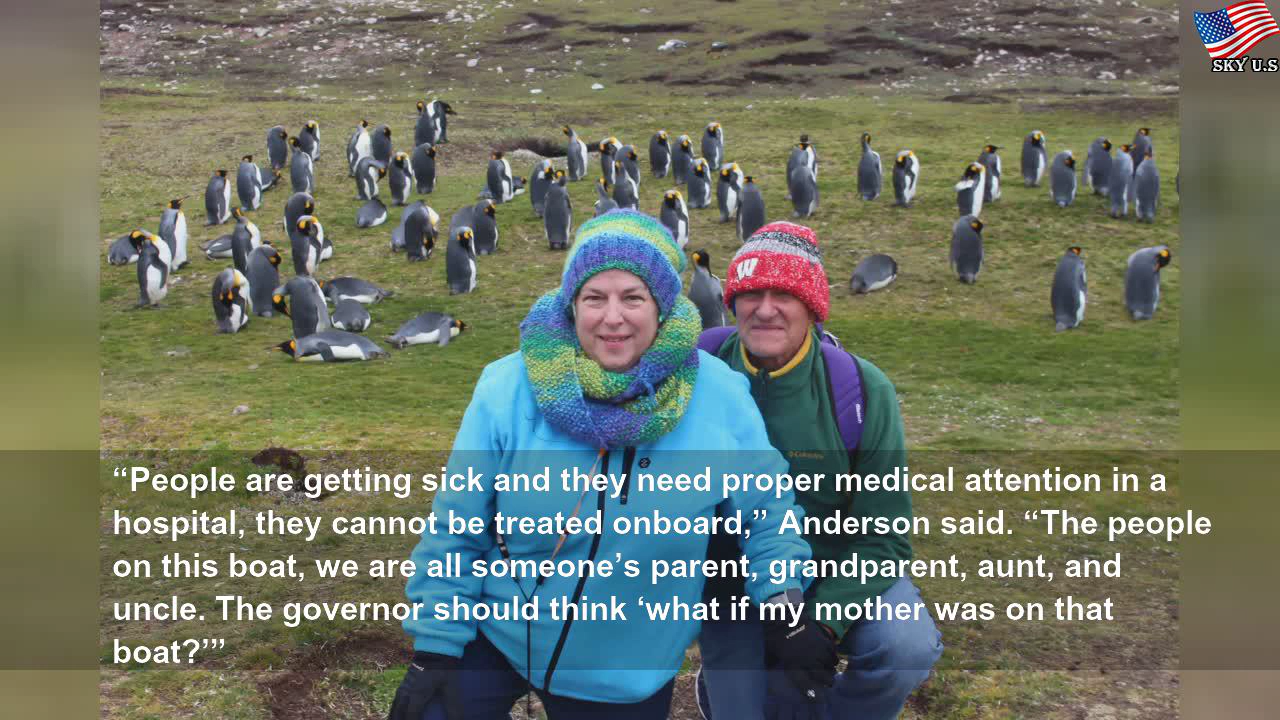 SKY U.S
W
Columbia
“People are getting sick and they need proper medical attention in a
hospital, they cannot be treated onboard,” Anderson said. “The people
on this boat, we are all someone’s parent, grandparent, aunt, and
uncle. The governor should think ‘what if my mother was on that
boat?’”
HEAD